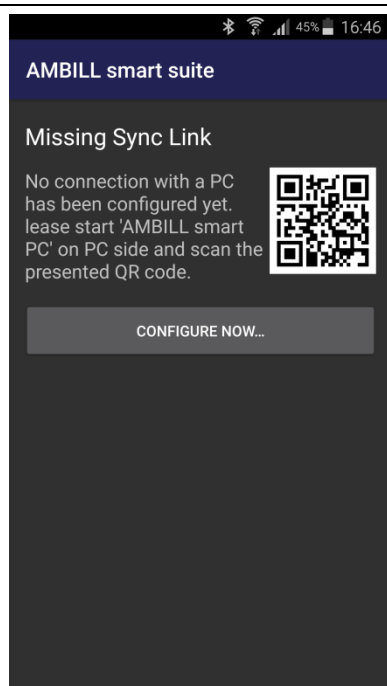 45% 16:46
AMBILL smart suite
Missing Sync Link
No connection with a PC
has been configured yet.
lease start 'AMBILL smart
PC' on PC side and scan the
presented QR code.
CONFIGURE NOW...